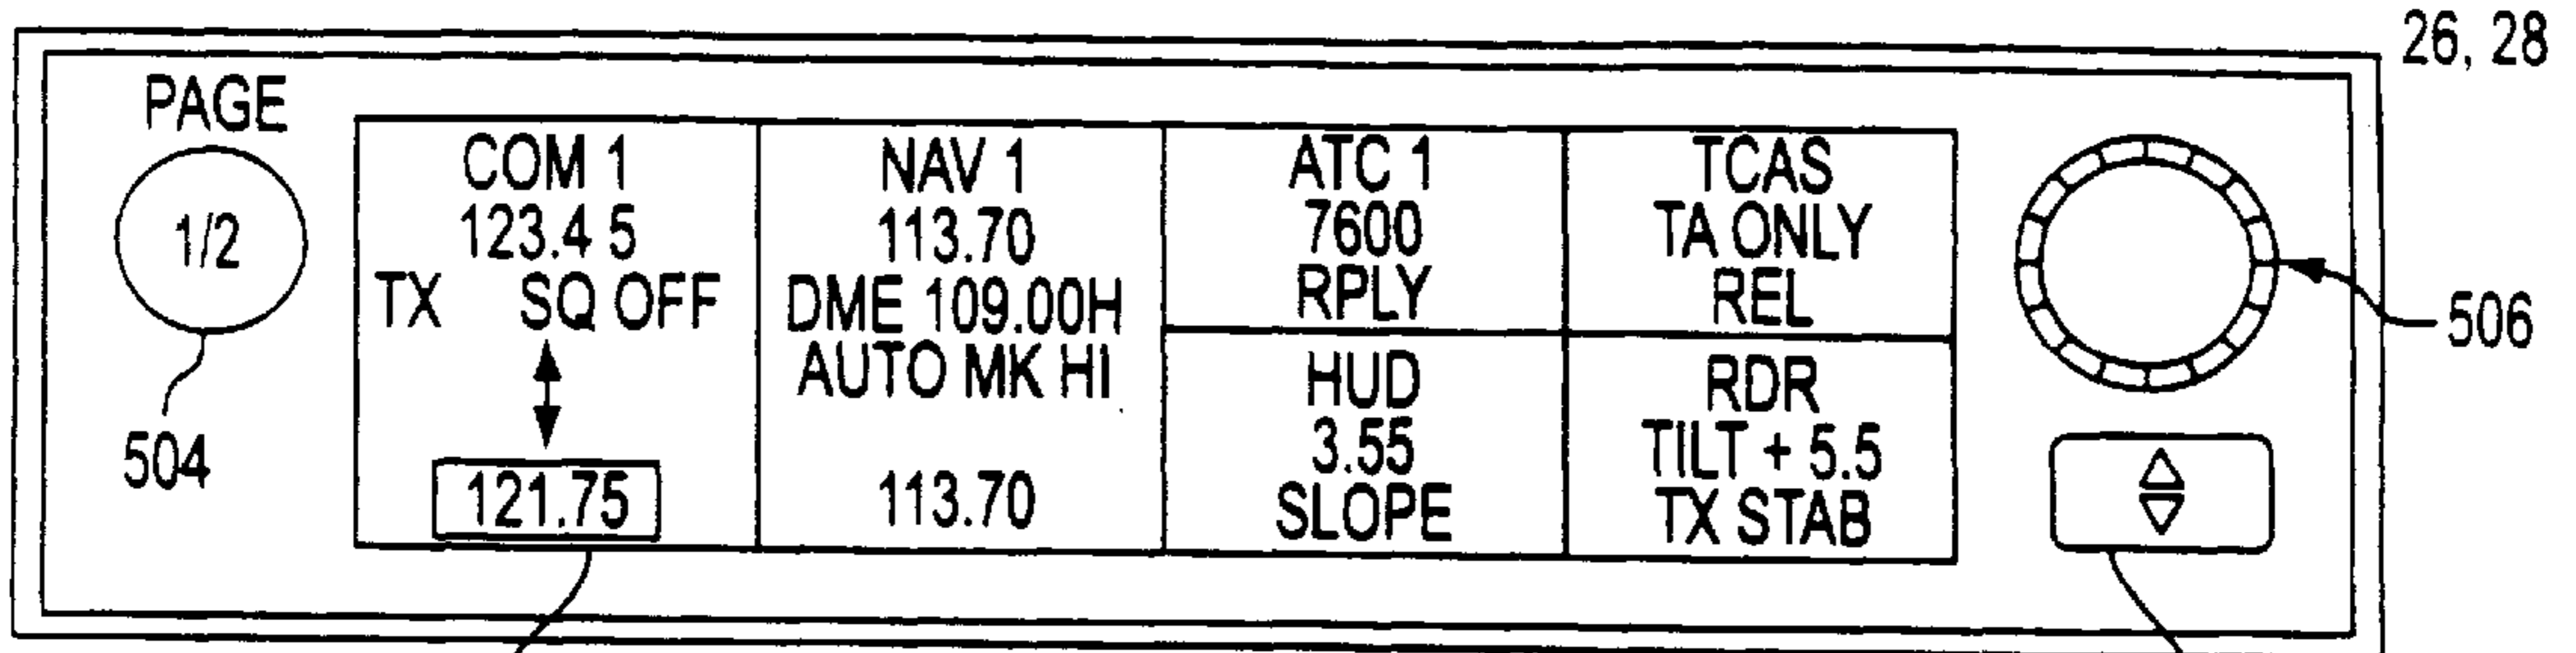 26, 28
PAGE
1/2
504
COM 1
123.4 5
TX SQ OFF
121.75
NAV 1
113.70
DME 109.00H
AUTO MK HI
113.70
ATC 1
7600
RPLY
TCAS
TA ONLY
REL
HUD
3.55
SLOPE
RDR
TILT + 5.5
TX STAB
506